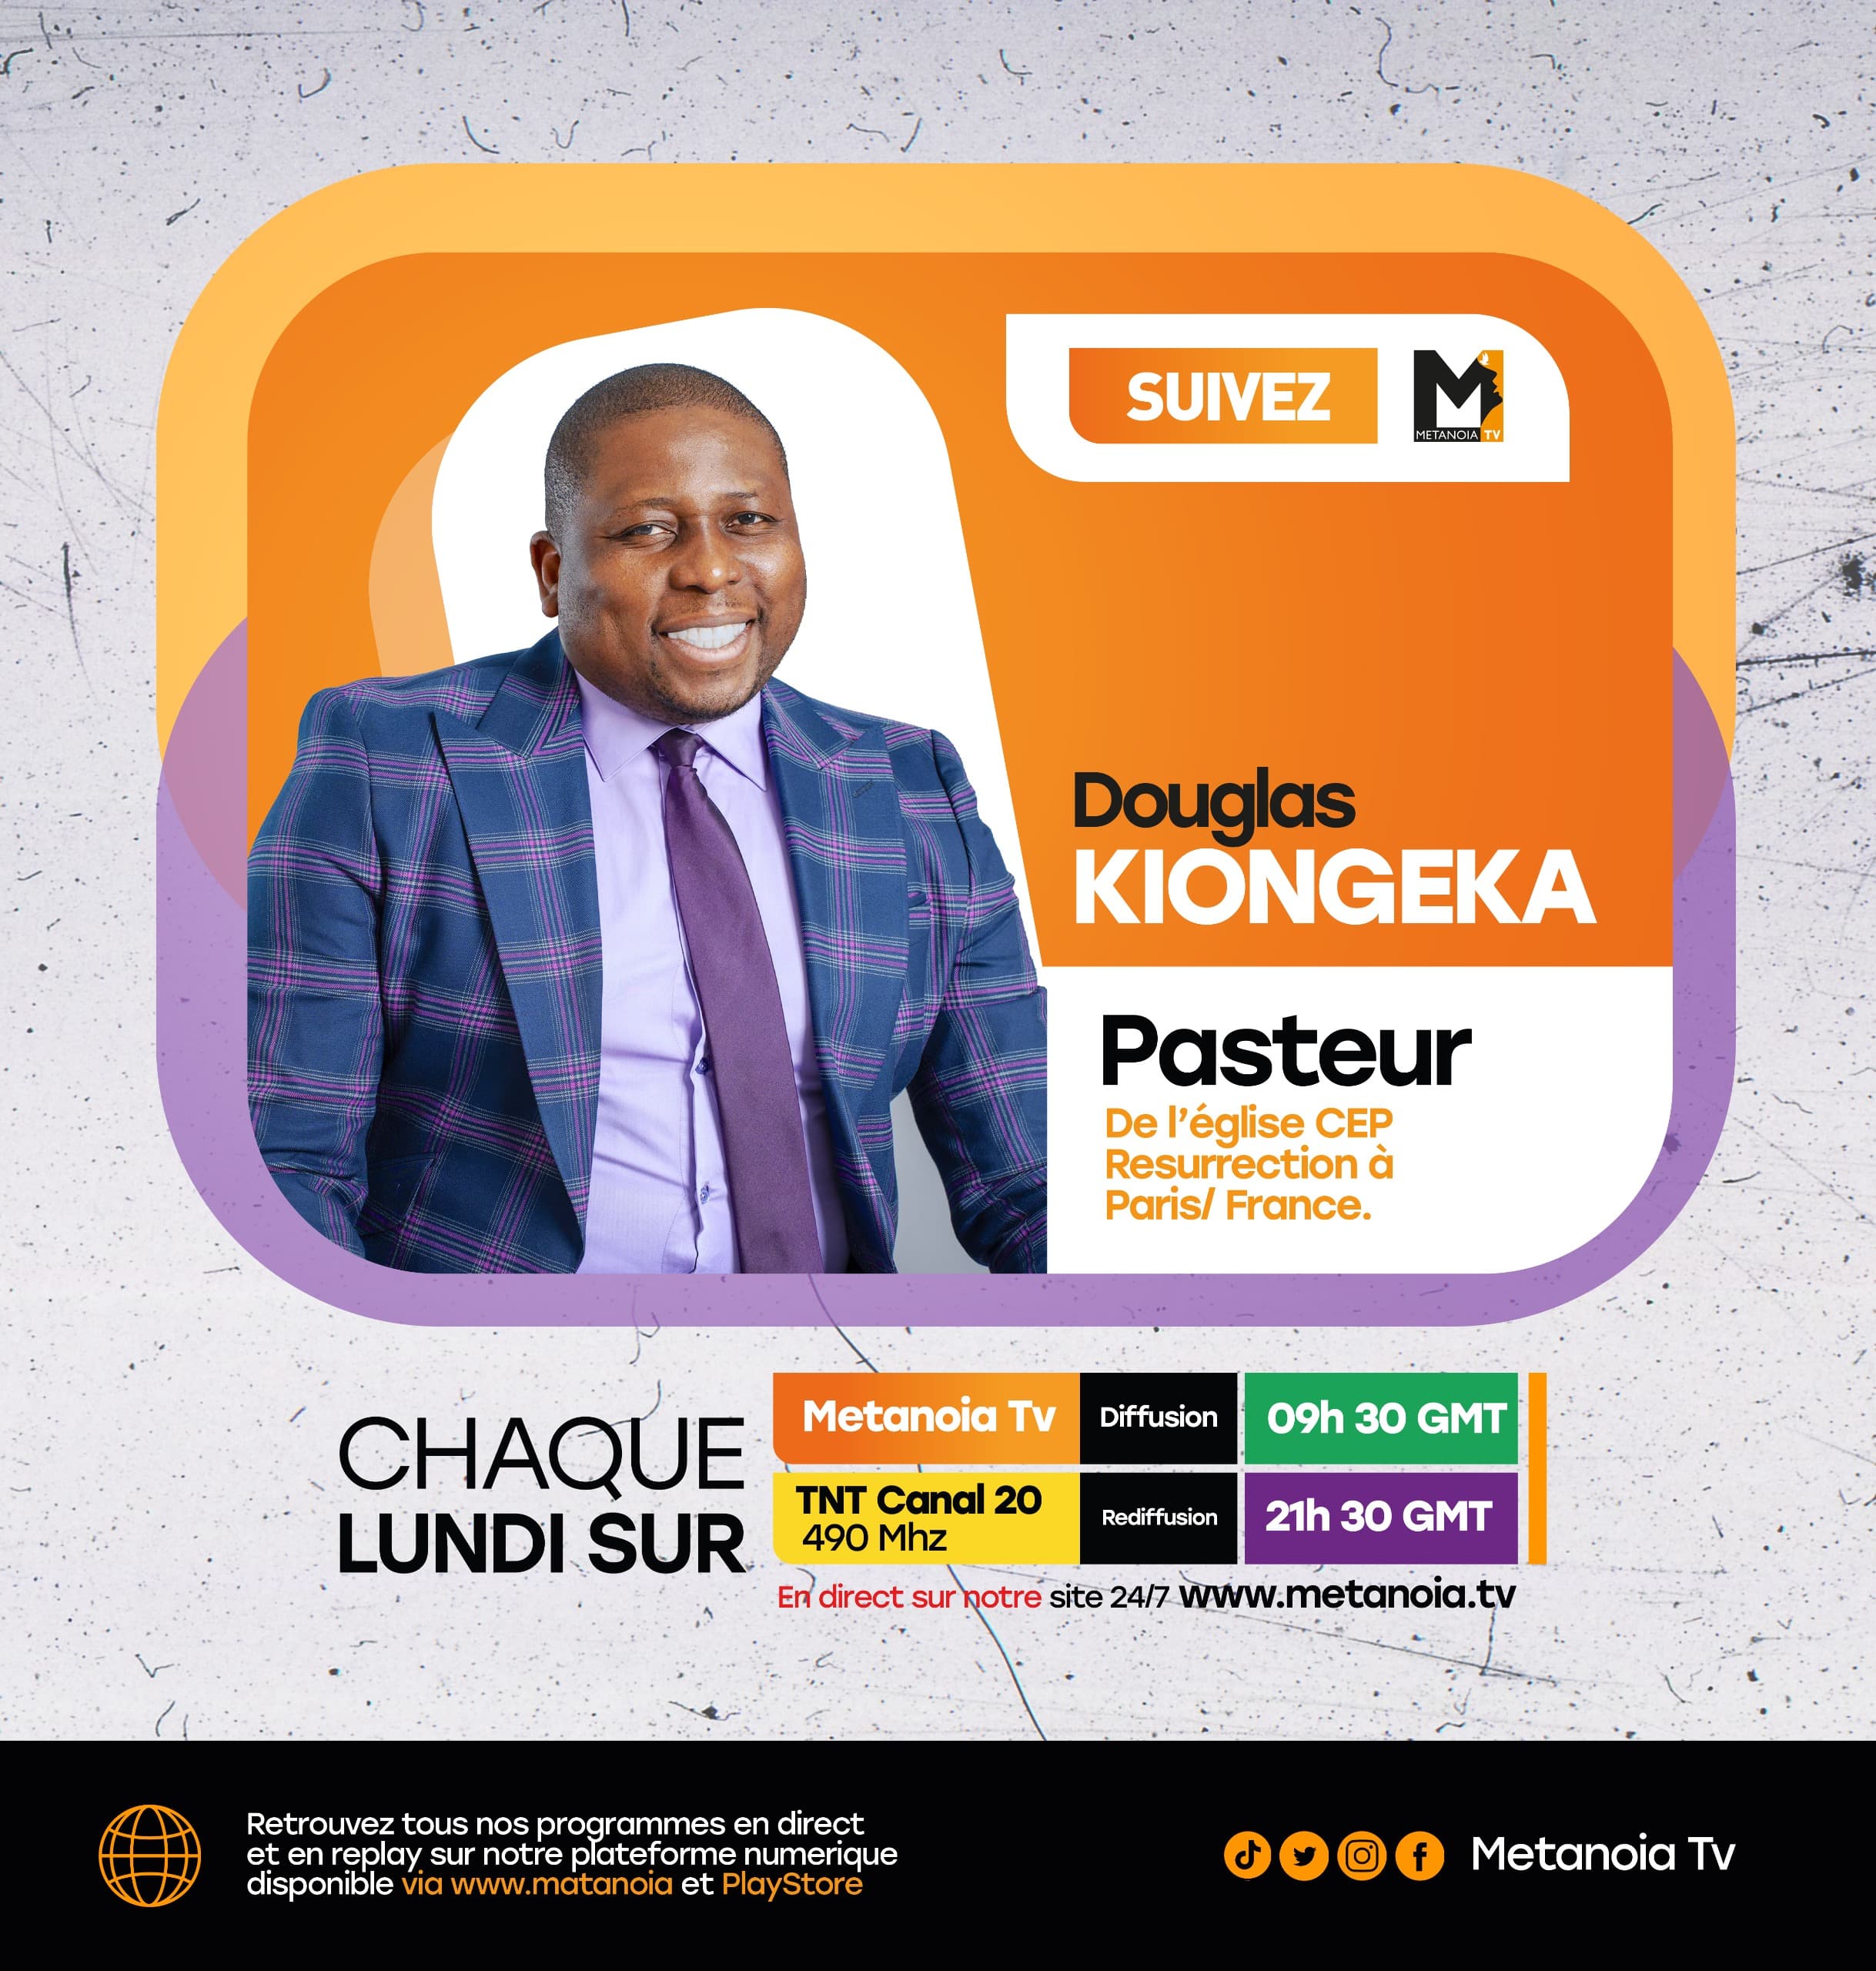 SUIVEZ
METANOIA TV
Douglas
KIONGEKA
Pasteur
De l'église CEP
Resurrection à
Paris/ France.
CHAQUE
LUNDI SUR
Metanoia Tv Diffusion 09h 30 GMT
TNT Canal 20
490 Mhz
Rediffusion 21h 30 GMT
En direct sur notre site 24/7 www.metanoia.tv
Retrouvez tous nos programmes en direct
et en replay sur notre plateforme numerique
disponible via www.matanoia et PlayStore
Metanoia Tv